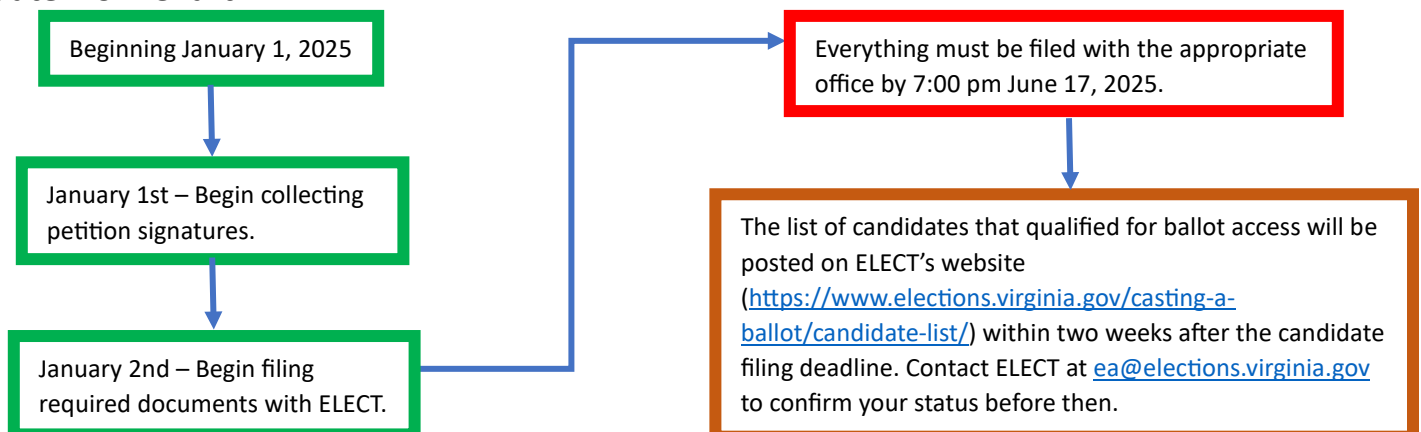 Beginning January 1, 2025
January 1st – Begin collecting
petition signatures.
January 2nd – Begin filing
required documents with ELECT.
Everything must be filed with the appropriate
office by 7:00 pm June 17, 2025.
The list of candidates that qualified for ballot access will be
posted on ELECT’s website
(https://www.elections.virginia.gov/casting-a-
ballot/candidate-list/) within two weeks after the candidate
filing deadline. Contact ELECT at ea@elections.virginia.gov
to confirm your status before then.